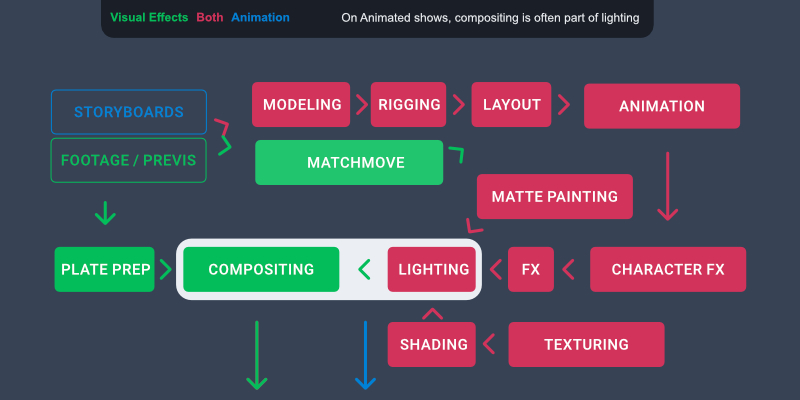 Visual Effects Both Animation On Animated shows, compositing is often part of lighting
STORYBOARDS
FOOTAGE / PREVIS
MODELING
RIGGING
LAYOUT
ANIMATION
MATCHMOVE
MATTE PAINTING
PLATE PREP
COMPOSITING
LIGHTING
FX
CHARACTER FX
SHADING
TEXTURING